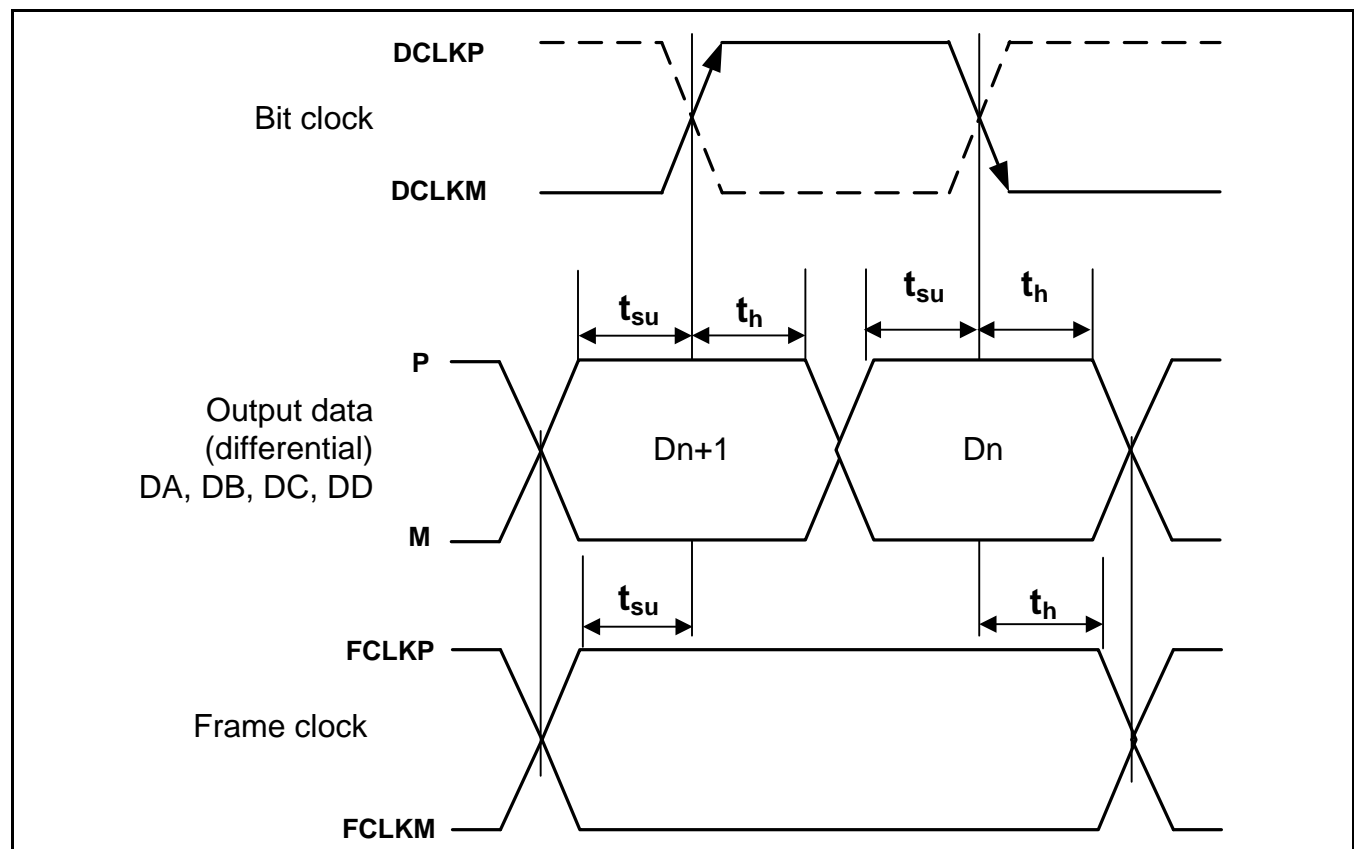 DCLKP
Bit clock
DCLKM
tsu
th
tsu
th
P
Output data
(differential)
DA, DB, DC, DD
Dn+1
Dn
M
tsu
th
FCLKP
Frame clock
FCLKM